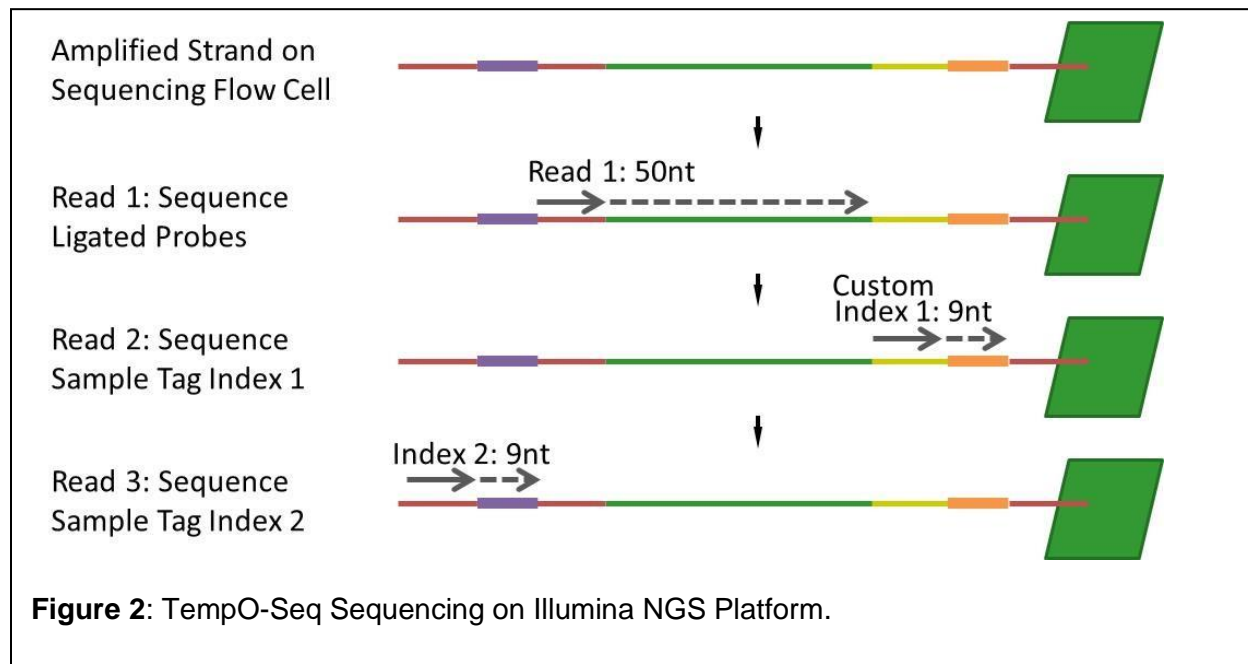 Amplified Strand on
Sequencing Flow Cell
Read 1: 50nt
Read 1: Sequence
Ligated Probes
Custom
Index 1: 9nt
Read 2: Sequence
Sample Tag Index 1
Index 2: 9nt
Read 3: Sequence
Sample Tag Index 2
Figure 2: TempO-Seq Sequencing on Illumina NGS Platform.